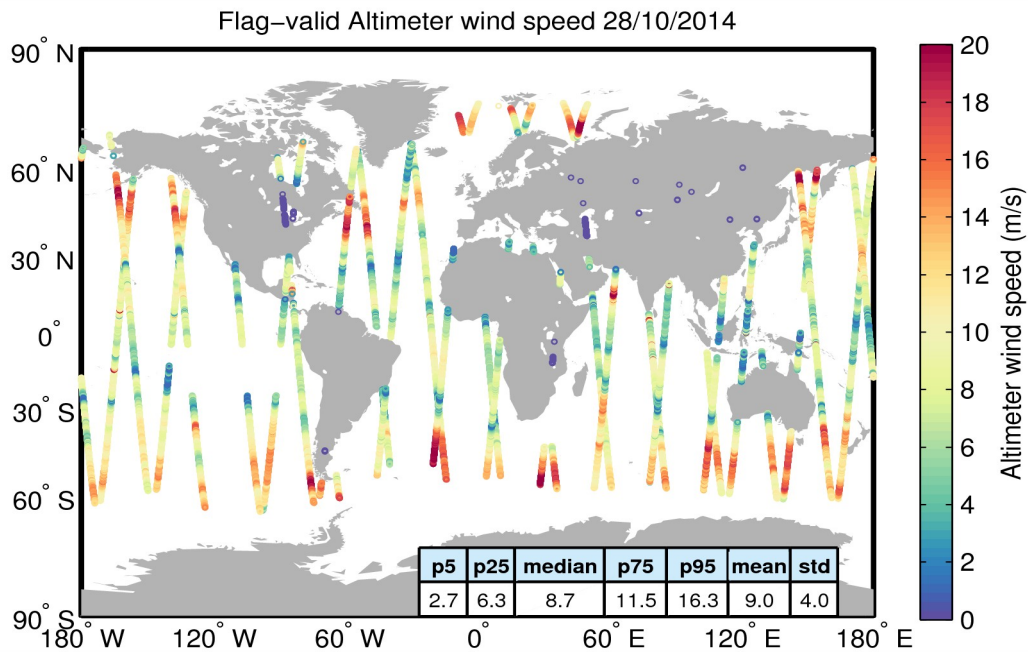 Flag−valid Altimeter wind speed 28/10/2014
90° N
60° N
30° N
0°
30° S
60° S
90° S
180° W
120° W
60° W
0°
60° E
120° E
180° E
p5 p25 median p75 p95 mean std
2.7 6.3 8.7 11.5 16.3 9.0 4.0
20
18
16
14
12
10
8
6
4
2
0
Altimeter wind speed (m/s)